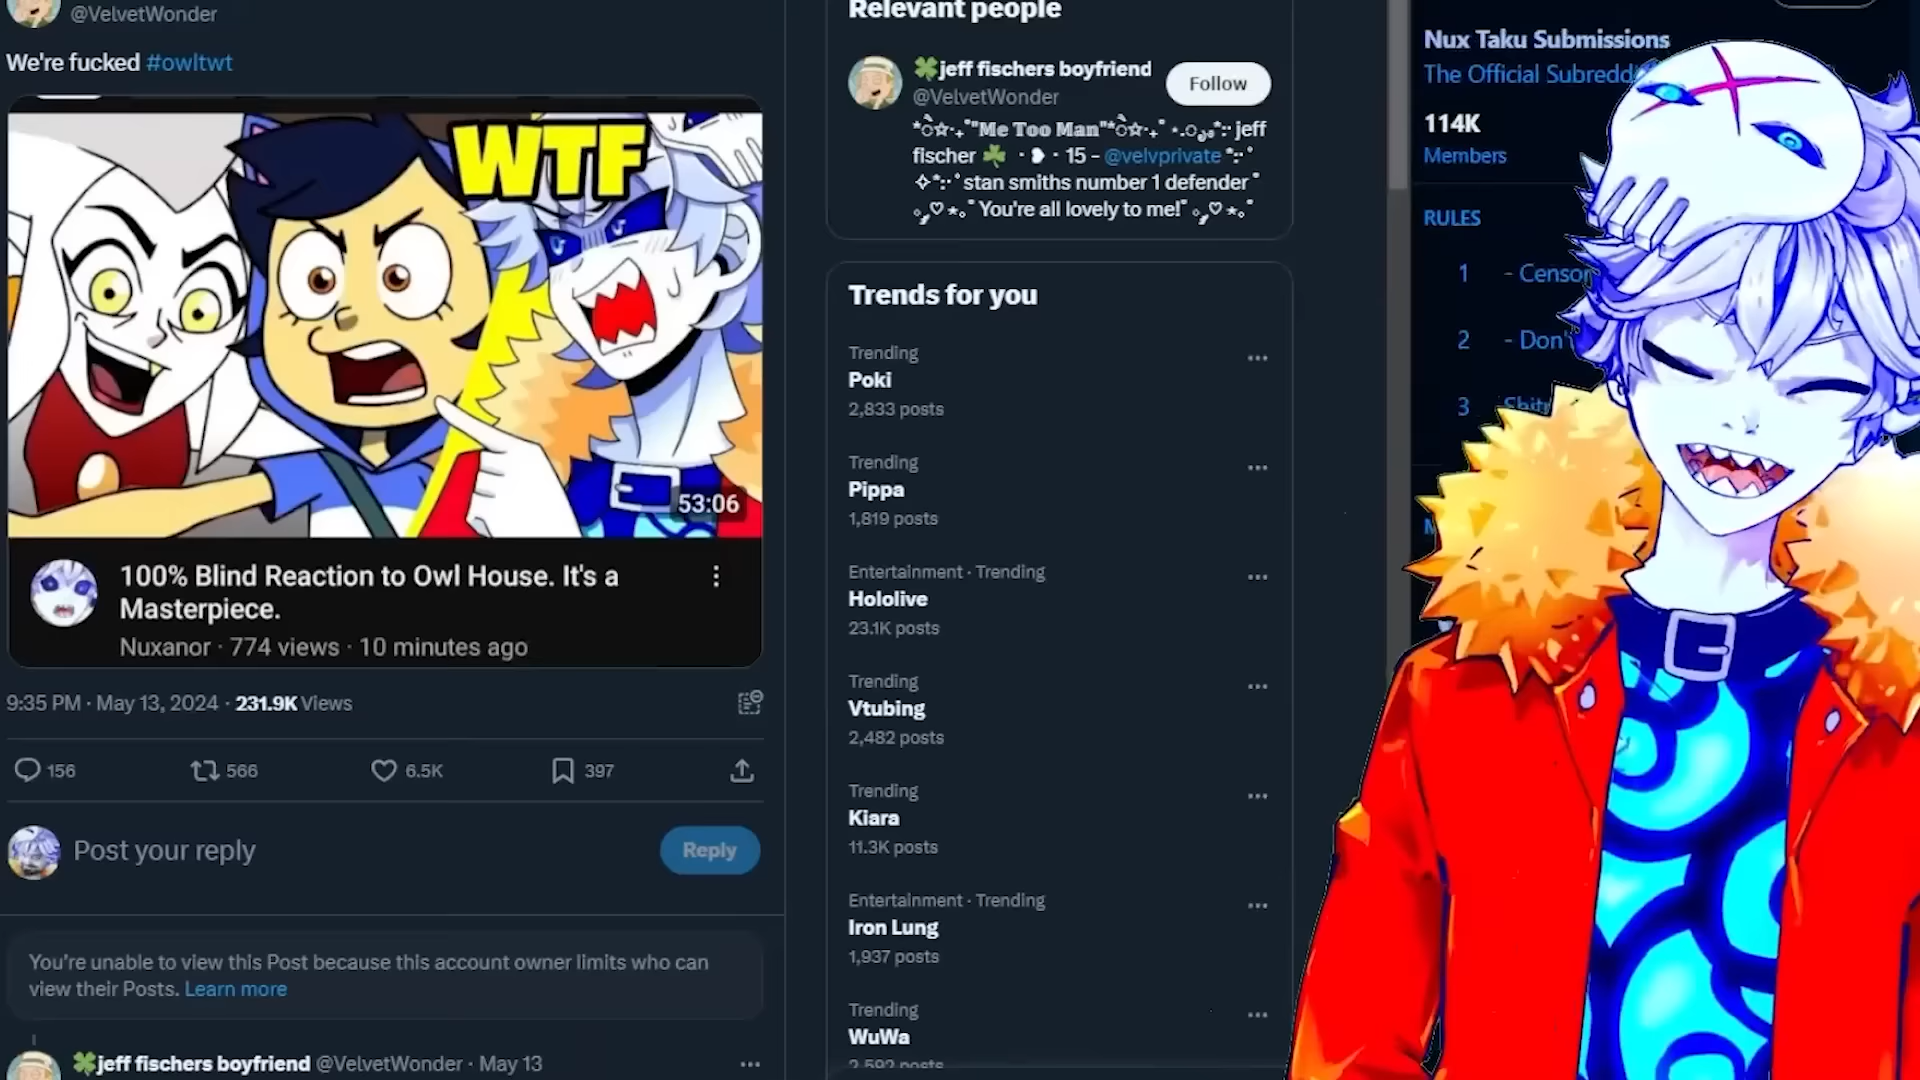 @VelvetWonder
We're fucked #owltwt
WTF
53:06
100% Blind Reaction to Owl House. It's a
Masterpiece.
Nuxanor · 774 views · 10 minutes ago
9:35 PM · May 13, 2024 · 231.9K Views
156
566
6.5K
397
Post your reply
Reply
You're unable to view this Post because this account owner limits who can
view their Posts. Learn more
🍀jeff fischers boyfriend @VelvetWonder · May 13
Relevant people
🍀jeff fischers boyfriend
@VelvetWonder
Follow
"Me Too Man" jeff
fischer ☘️ · ❥ · 15 - @velvprivate
stan smiths number 1 defender
You're all lovely to me!
Trends for you
Trending
Poki
2,833 posts
Trending
Pippa
1,819 posts
Entertainment · Trending
Hololive
23.1K posts
Trending
Vtubing
2,482 posts
Trending
Kiara
11.3K posts
Entertainment · Trending
Iron Lung
1,937 posts
Trending
WuWa
2,592 posts
Nux Taku Submissions
The Official Subreddi
114K
Members
RULES
1 - Censor
2 - Don't
3